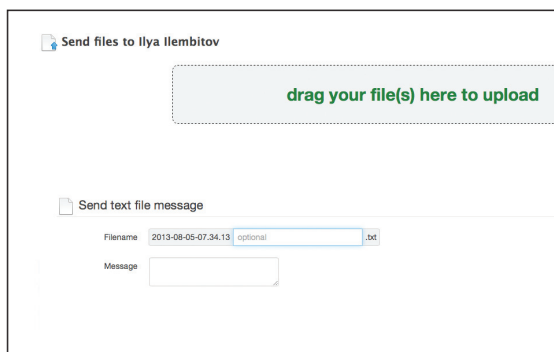 Send files to Ilya Ilembitov
drag your file(s) here to upload
Send text file message
Filename 2013-08-05-07.34.13 optional .txt
Message